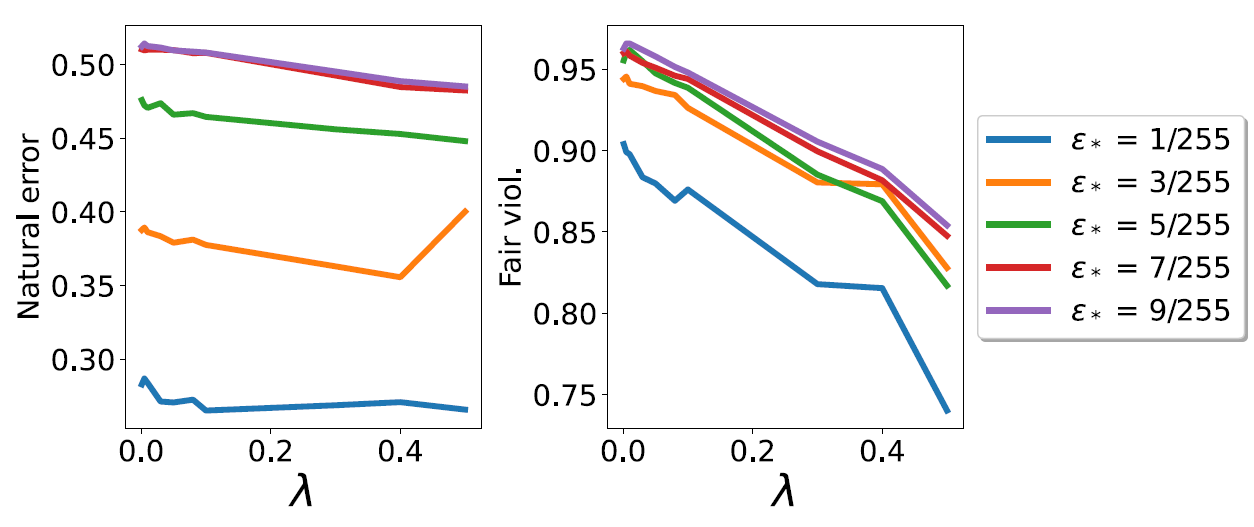 Natural error
0.50
0.45
0.40
0.35
0.30
0.0 0.2 0.4
λ
Fair viol.
0.95
0.90
0.85
0.80
0.75
0.0 0.2 0.4
λ
ε* = 1/255
ε* = 3/255
ε* = 5/255
ε* = 7/255
ε* = 9/255